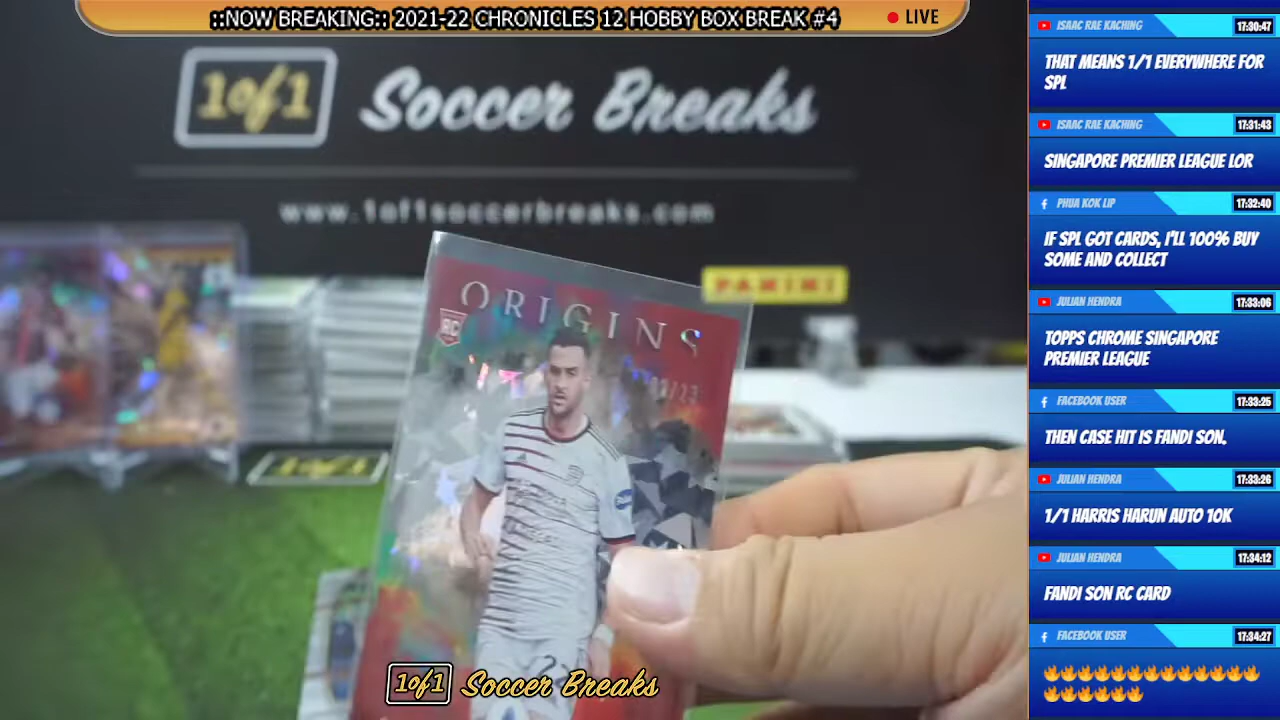 ::NOW BREAKING:: 2021-22 CHRONICLES 12 HOBBY BOX BREAK #4
LIVE
1of1 Soccer Breaks
www.1of1soccerbreaks.com
PANINI
ORIGINS
RC
1of1
2
1of1 Soccer Breaks
ISAAC RAE KACHING 17:30:47
THAT MEANS 1/1 EVERYWHERE FOR
SPL
ISAAC RAE KACHING 17:31:43
SINGAPORE PREMIER LEAGUE LOR
PHUA KOK LIP 17:32:40
IF SPL GOT CARDS, I'LL 100% BUY
SOME AND COLLECT
JULIAN HENDRA 17:33:06
TOPPS CHROME SINGAPORE
PREMIER LEAGUE
FACEBOOK USER 17:33:25
THEN CASE HIT IS FANDI SON.
JULIAN HENDRA 17:33:26
1/1 HARRIS HARUN AUTO 10K
JULIAN HENDRA 17:34:12
FANDI SON RC CARD
FACEBOOK USER 17:34:27
🔥🔥🔥🔥🔥🔥🔥🔥🔥🔥🔥🔥🔥
🔥🔥🔥🔥🔥🔥